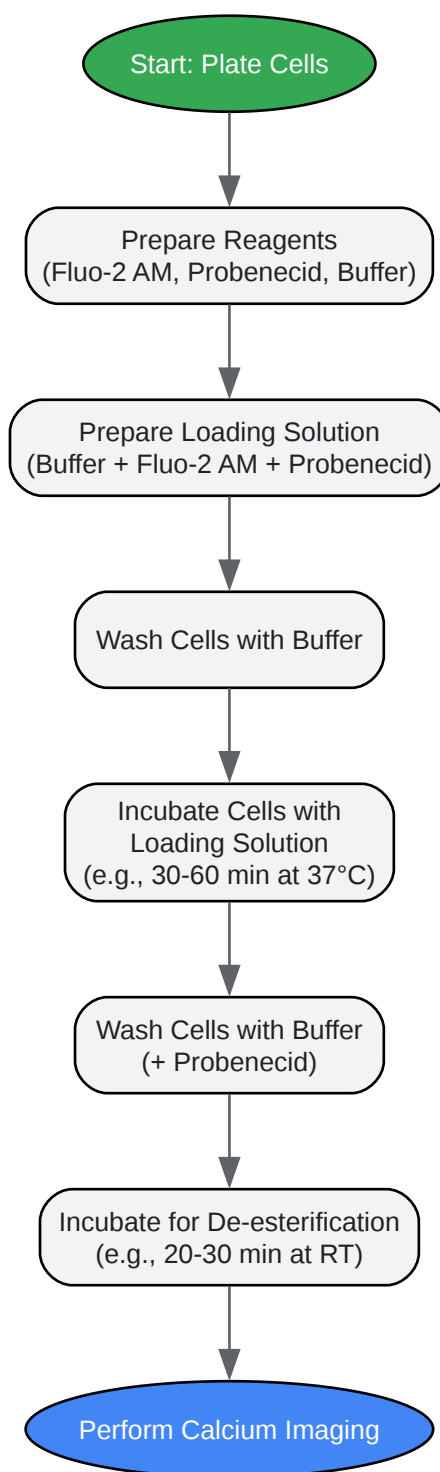 Start: Plate Cells
Prepare Reagents
(Fluo-2 AM, Probenecid, Buffer)
Prepare Loading Solution
(Buffer + Fluo-2 AM + Probenecid)
Wash Cells with Buffer
Incubate Cells with
Loading Solution
(e.g., 30-60 min at 37°C)
Wash Cells with Buffer
(+ Probenecid)
Incubate for De-esterification
(e.g., 20-30 min at RT)
Perform Calcium Imaging